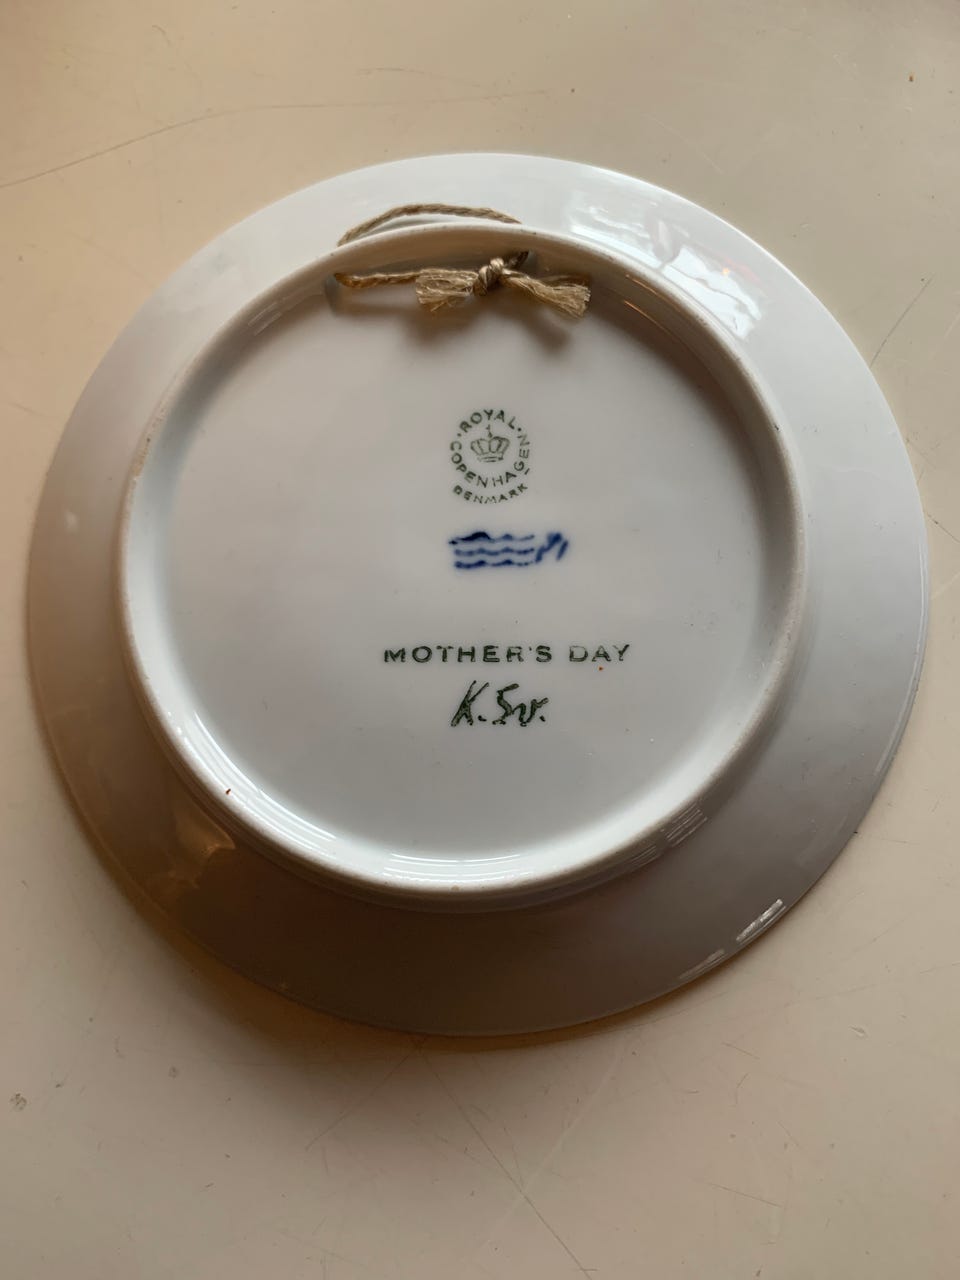 ROYAL
COPENHAGEN
DENMARK
MOTHER'S DAY
K. Sv.